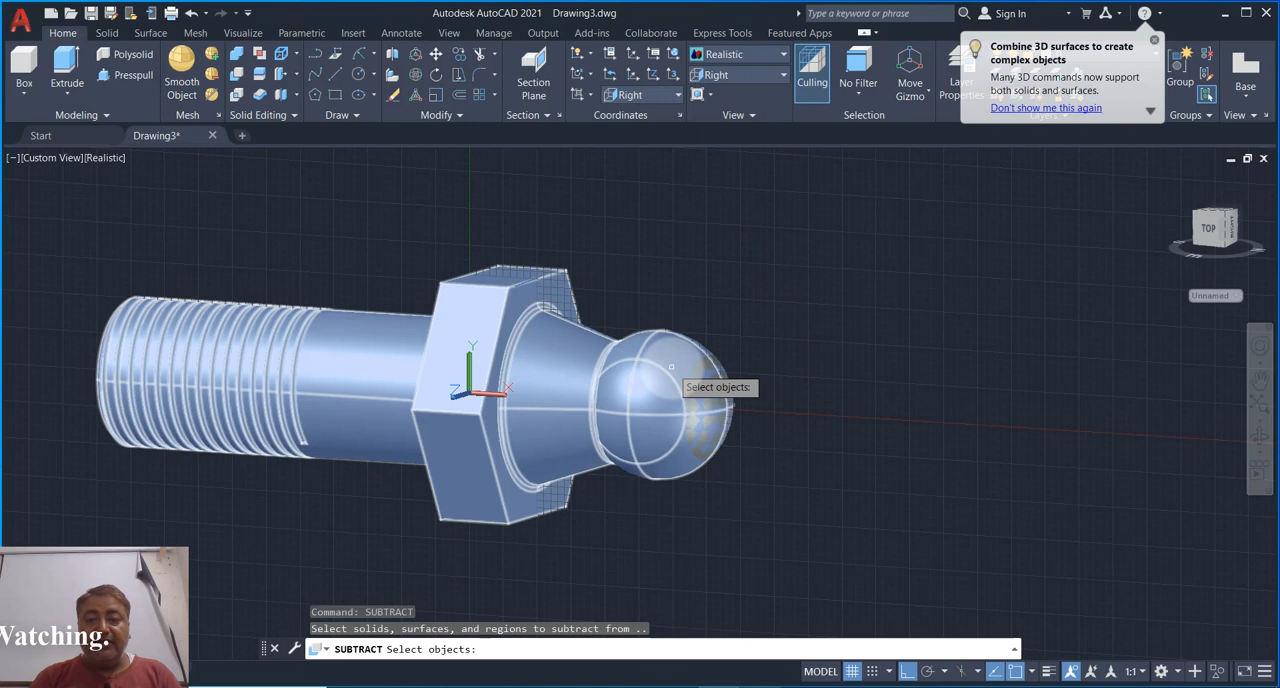 Autodesk AutoCAD 2021 Drawing3.dwg
Type a keyword or phrase
Sign In
Home Solid Surface Mesh Visualize Parametric Insert Annotate View Manage Output Add-ins Collaborate Express Tools Featured Apps
Box
Extrude
Polysolid
Presspull
Smooth
Object
Section
Plane
Realistic
Right
Right
Culling
No Filter
Move
Gizmo
Layer
Properties
Group
Base
Modeling
Mesh
Solid Editing
Draw
Modify
Section
Coordinates
View
Selection
Layers
Groups
View
Combine 3D surfaces to create
complex objects
Many 3D commands now support
both solids and surfaces.
Don't show me this again
Start
Drawing3*
[−][Custom View][Realistic]
TOP
RIGHT
Unnamed
Y
Z
X
Select objects:
Watching.
Command: SUBTRACT
Select solids, surfaces, and regions to subtract from ..
SUBTRACT Select objects:
MODEL
1:1